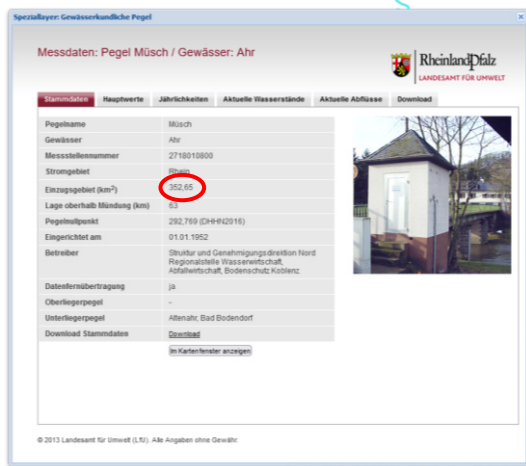 Speziallayer: Gewässerkundliche Pegel
Messdaten: Pegel Müsch / Gewässer: Ahr
RheinlandPfalz
LANDESAMT FÜR UMWELT
Stammdaten Hauptwerte Jährlichkeiten Aktuelle Wasserstände Aktuelle Abflüsse Download
Pegelname Müsch
Gewässer Ahr
Messstellennummer 2718010800
Stromgebiet Rhein
Einzugsgebiet (km²) 352,65
Lage oberhalb Mündung (km) 63
Pegelnullpunkt 292,769 (DHHN2016)
Eingerichtet am 01.01.1952
Betreiber Struktur und Genehmigungsdirektion Nord
Regionalstelle Wasserwirtschaft,
Abfallwirtschaft, Bodenschutz Koblenz
Datenfernübertragung ja
Oberliegerpegel -
Unterliegerpegel Altenahr, Bad Bodendorf
Download Stammdaten Download
Im Kartenfenster anzeigen
© 2013 Landesamt für Umwelt (LfU). Alle Angaben ohne Gewähr.